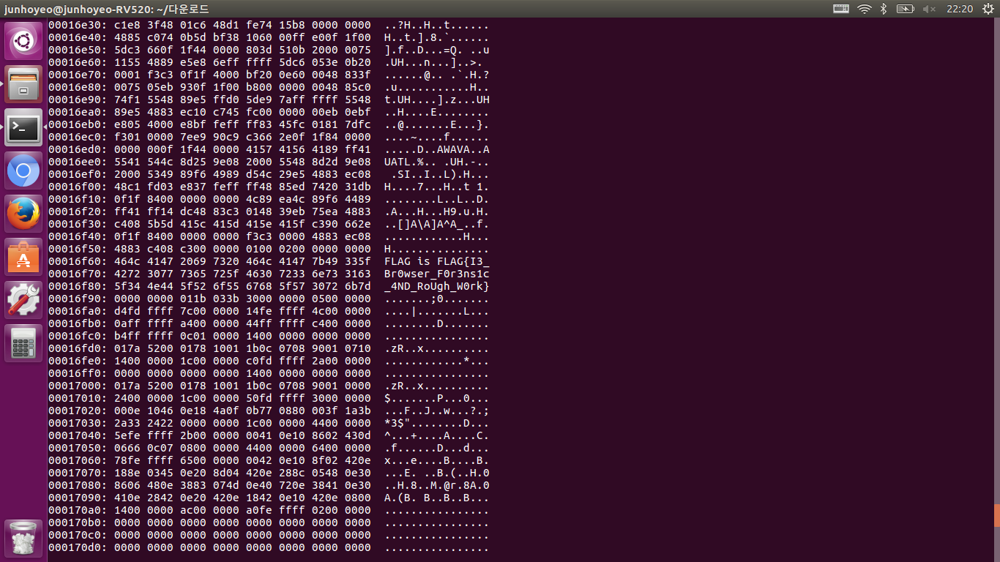 junhoyeo@junhoyeo-RV520: ~/다운로드 22:20
00016e30: c1e8 3f48 01c6 48d1 fe74 15b8 0000 0000  ..?H..H..t......
00016e40: 4885 c074 0b5d bf38 1060 00ff e00f 1f00  H..t.].8.`......
00016e50: 5dc3 660f 1f44 0000 803d 510b 2000 0075  ].f..D...=Q. ..u
00016e60: 1155 4889 e5e8 6eff ffff 5dc6 053e 0b20  .UH...n...]..>. 
00016e70: 0001 f3c3 0f1f 4000 bf20 0e60 0048 833f  ......@.. .`.H.?
00016e80: 0075 05eb 930f 1f00 b800 0000 0048 85c0  .u...........H..
00016e90: 74f1 5548 89e5 ffd0 5de9 7aff ffff 5548  t.UH....].z...UH
00016ea0: 89e5 4883 ec10 c745 fc00 0000 00eb 0ebf  ..H....E........
00016eb0: e805 4000 e8bf feff ff83 45fc 0181 7dfc  ..@.......E...}.
00016ec0: f301 0000 7ee9 90c9 c366 2e0f 1f84 0000  ....~....f......
00016ed0: 0000 000f 1f44 0000 4157 4156 4189 ff41  .....D..AWAVA..A
00016ee0: 5541 544c 8d25 9e08 2000 5548 8d2d 9e08  UATL.%.. .UH.-..
00016ef0: 2000 5349 89f6 4989 d54c 29e5 4883 ec08   .SI..I..L).H...
00016f00: 48c1 fd03 e837 feff ff48 85ed 7420 31db  H....7...H..t 1.
00016f10: 0f1f 8400 0000 0000 4c89 ea4c 89f6 4489  ........L..L..D.
00016f20: ff41 ff14 dc48 83c3 0148 39eb 75ea 4883  .A...H...H9.u.H.
00016f30: c408 5b5d 415c 415d 415e 415f c390 662e  ..[]A\A]A^A_..f.
00016f40: 0f1f 8400 0000 0000 f3c3 0000 4883 ec08  ............H...
00016f50: 4883 c408 c300 0000 0100 0200 0000 0000  H...............
00016f60: 464c 4147 2069 7320 464c 4147 7b49 335f  FLAG is FLAG{I3_
00016f70: 4272 3077 7365 725f 4630 7233 6e73 3163  Br0wser_F0r3ns1c
00016f80: 5f34 4e44 5f52 6f55 6768 5f57 3072 6b7d  _4ND_RoUgh_W0rk}
00016f90: 0000 0000 011b 033b 3000 0000 0500 0000  .......;0.......
00016fa0: d4fd ffff 7c00 0000 14fe ffff 4c00 0000  ....|.......L...
00016fb0: 0aff ffff a400 0000 44ff ffff c400 0000  ........D.......
00016fc0: b4ff ffff 0c01 0000 1400 0000 0000 0000  ................
00016fd0: 017a 5200 0178 1001 1b0c 0708 9001 0710  .zR..x..........
00016fe0: 1400 0000 1c00 0000 c0fd ffff 2a00 0000  ............*...
00016ff0: 0000 0000 0000 0000 1400 0000 0000 0000  ................
00017000: 017a 5200 0178 1001 1b0c 0708 9001 0000  .zR..x..........
00017010: 2400 0000 1c00 0000 50fd ffff 3000 0000  $.......P...0...
00017020: 000e 1046 0e18 4a0f 0b77 0880 003f 1a3b  ...F..J..w...?.;
00017030: 2a33 2422 0000 0000 1c00 0000 4400 0000  *3$"........D...
00017040: 5efe ffff 2b00 0000 0041 0e10 8602 430d  ^...+....A....C.
00017050: 0666 0c07 0800 0000 4400 0000 6400 0000  .f......D...d...
00017060: 78fe ffff 6500 0000 0042 0e10 8f02 420e  x...e....B....B.
00017070: 188e 0345 0e20 8d04 420e 288c 0548 0e30  ...E. ..B.(..H.0
00017080: 8606 480e 3883 074d 0e40 720e 3841 0e30  ..H.8..M.@r.8A.0
00017090: 410e 2842 0e20 420e 1842 0e10 420e 0800  A.(B. B..B..B...
000170a0: 1400 0000 ac00 0000 a0fe ffff 0200 0000  ................
000170b0: 0000 0000 0000 0000 0000 0000 0000 0000  ................
000170c0: 0000 0000 0000 0000 0000 0000 0000 0000  ................
000170d0: 0000 0000 0000 0000 0000 0000 0000 0000  ................